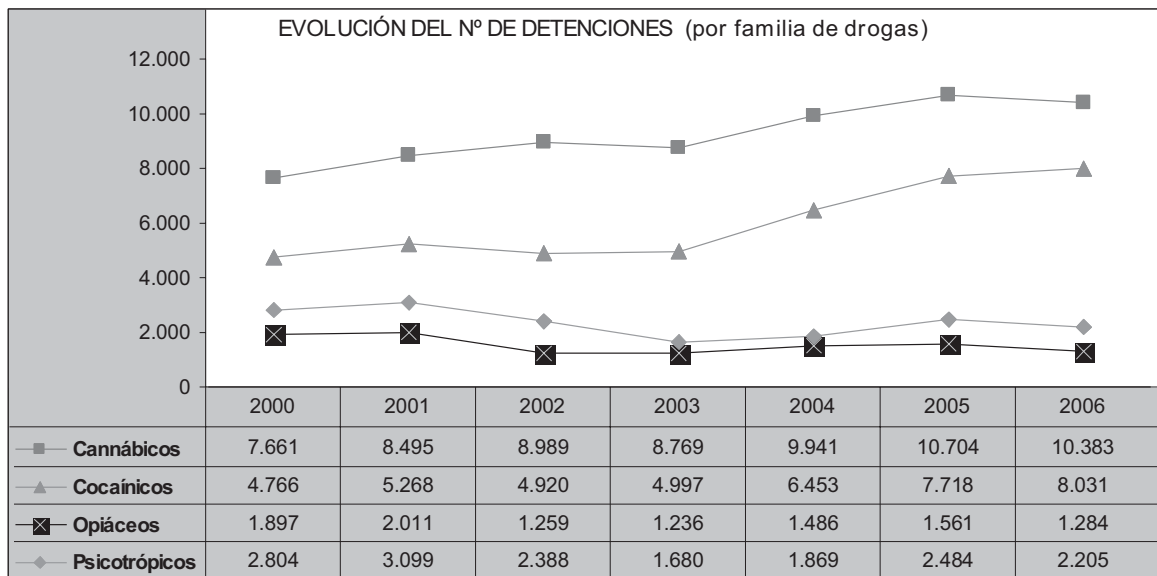 EVOLUCIÓN DEL Nº DE DETENCIONES (por familia de drogas)
12.000
10.000
8.000
6.000
4.000
2.000
0
2000 2001 2002 2003 2004 2005 2006
Cannábicos 7.661 8.495 8.989 8.769 9.941 10.704 10.383
Cocaínicos 4.766 5.268 4.920 4.997 6.453 7.718 8.031
Opiáceos 1.897 2.011 1.259 1.236 1.486 1.561 1.284
Psicotrópicos 2.804 3.099 2.388 1.680 1.869 2.484 2.205